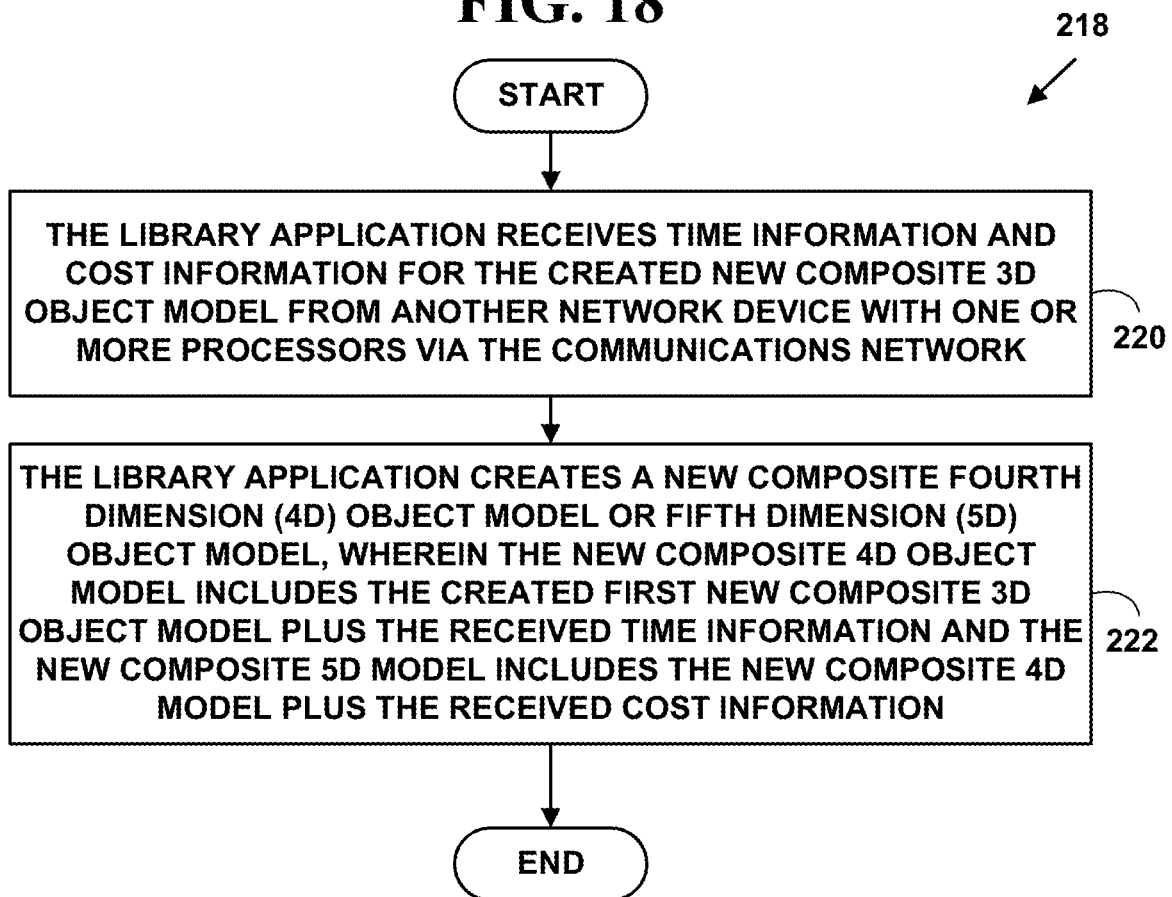 FIG. 18
218
START
THE LIBRARY APPLICATION RECEIVES TIME INFORMATION AND
COST INFORMATION FOR THE CREATED NEW COMPOSITE 3D
OBJECT MODEL FROM ANOTHER NETWORK DEVICE WITH ONE OR
MORE PROCESSORS VIA THE COMMUNICATIONS NETWORK
220
THE LIBRARY APPLICATION CREATES A NEW COMPOSITE FOURTH
DIMENSION (4D) OBJECT MODEL OR FIFTH DIMENSION (5D)
OBJECT MODEL, WHEREIN THE NEW COMPOSITE 4D OBJECT
MODEL INCLUDES THE CREATED FIRST NEW COMPOSITE 3D
OBJECT MODEL PLUS THE RECEIVED TIME INFORMATION AND THE
NEW COMPOSITE 5D MODEL INCLUDES THE NEW COMPOSITE 4D
MODEL PLUS THE RECEIVED COST INFORMATION
222
END